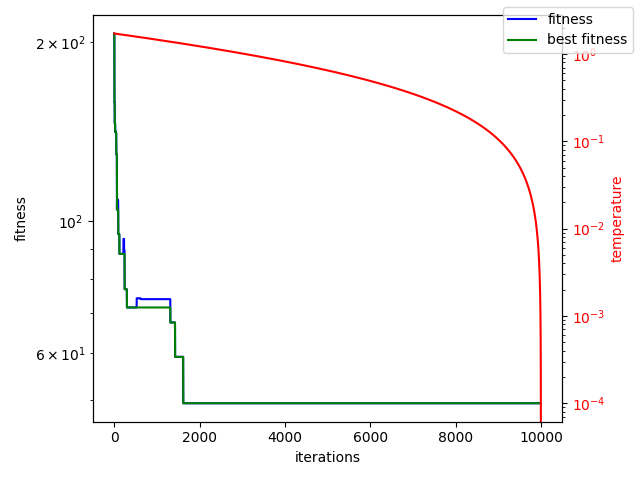 fitness
best fitness
2 × 10²
10²
6 × 10¹
fitness
10⁰
10⁻¹
10⁻²
10⁻³
10⁻⁴
temperature
0 2000 4000 6000 8000 10000
iterations